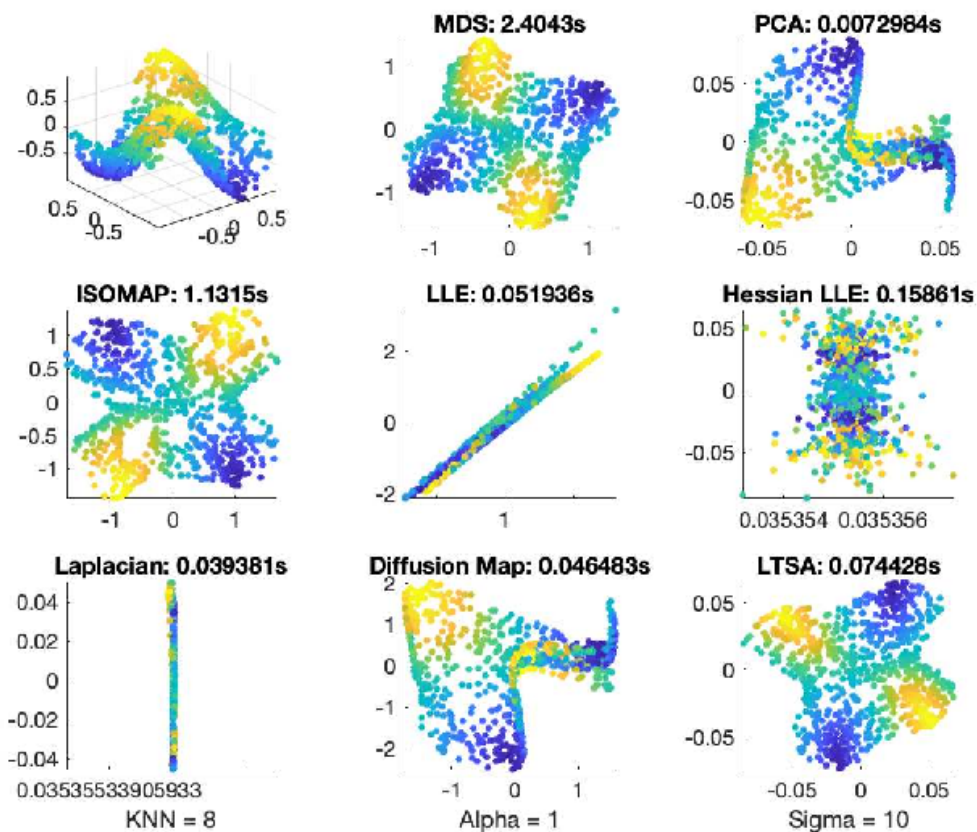 MDS: 2.4043s
PCA: 0.0072984s
0.5
0
-0.5
0.5
0
-0.5
-0.5
0
0.5
1
0
-1
-1 0 1
0.05
0
-0.05
-0.05 0 0.05
ISOMAP: 1.1315s
LLE: 0.051936s
Hessian LLE: 0.15861s
1
0.5
0
-0.5
-1
-1 0 1
2
0
-2
1
0.05
0
-0.05
0.035354 0.035356
Laplacian: 0.039381s
Diffusion Map: 0.046483s
LTSA: 0.074428s
0.04
0.02
0
-0.02
-0.04
0.03535533905933
KNN = 8
2
1
0
-1
-2
-1 0 1
Alpha = 1
0.05
0
-0.05
-0.05 0 0.05
Sigma = 10